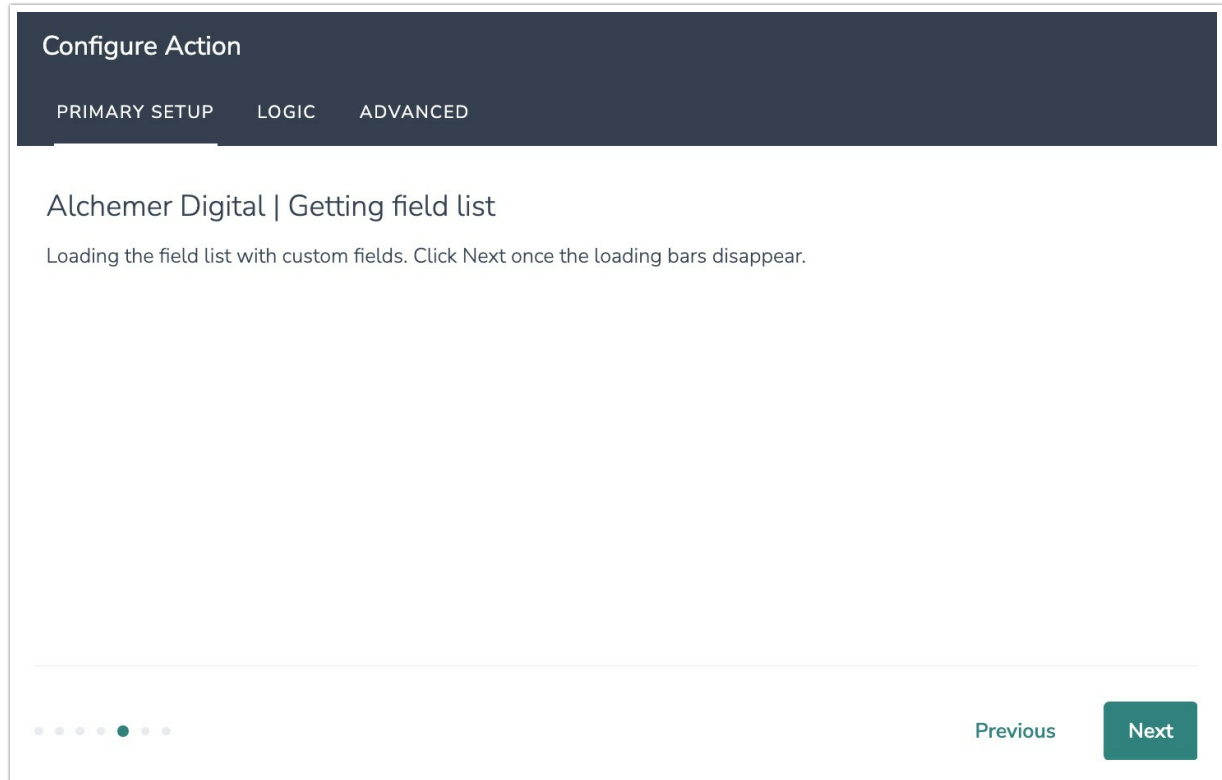 Configure Action
PRIMARY SETUP LOGIC ADVANCED
Alchemer Digital | Getting field list
Loading the field list with custom fields. Click Next once the loading bars disappear.
Previous Next